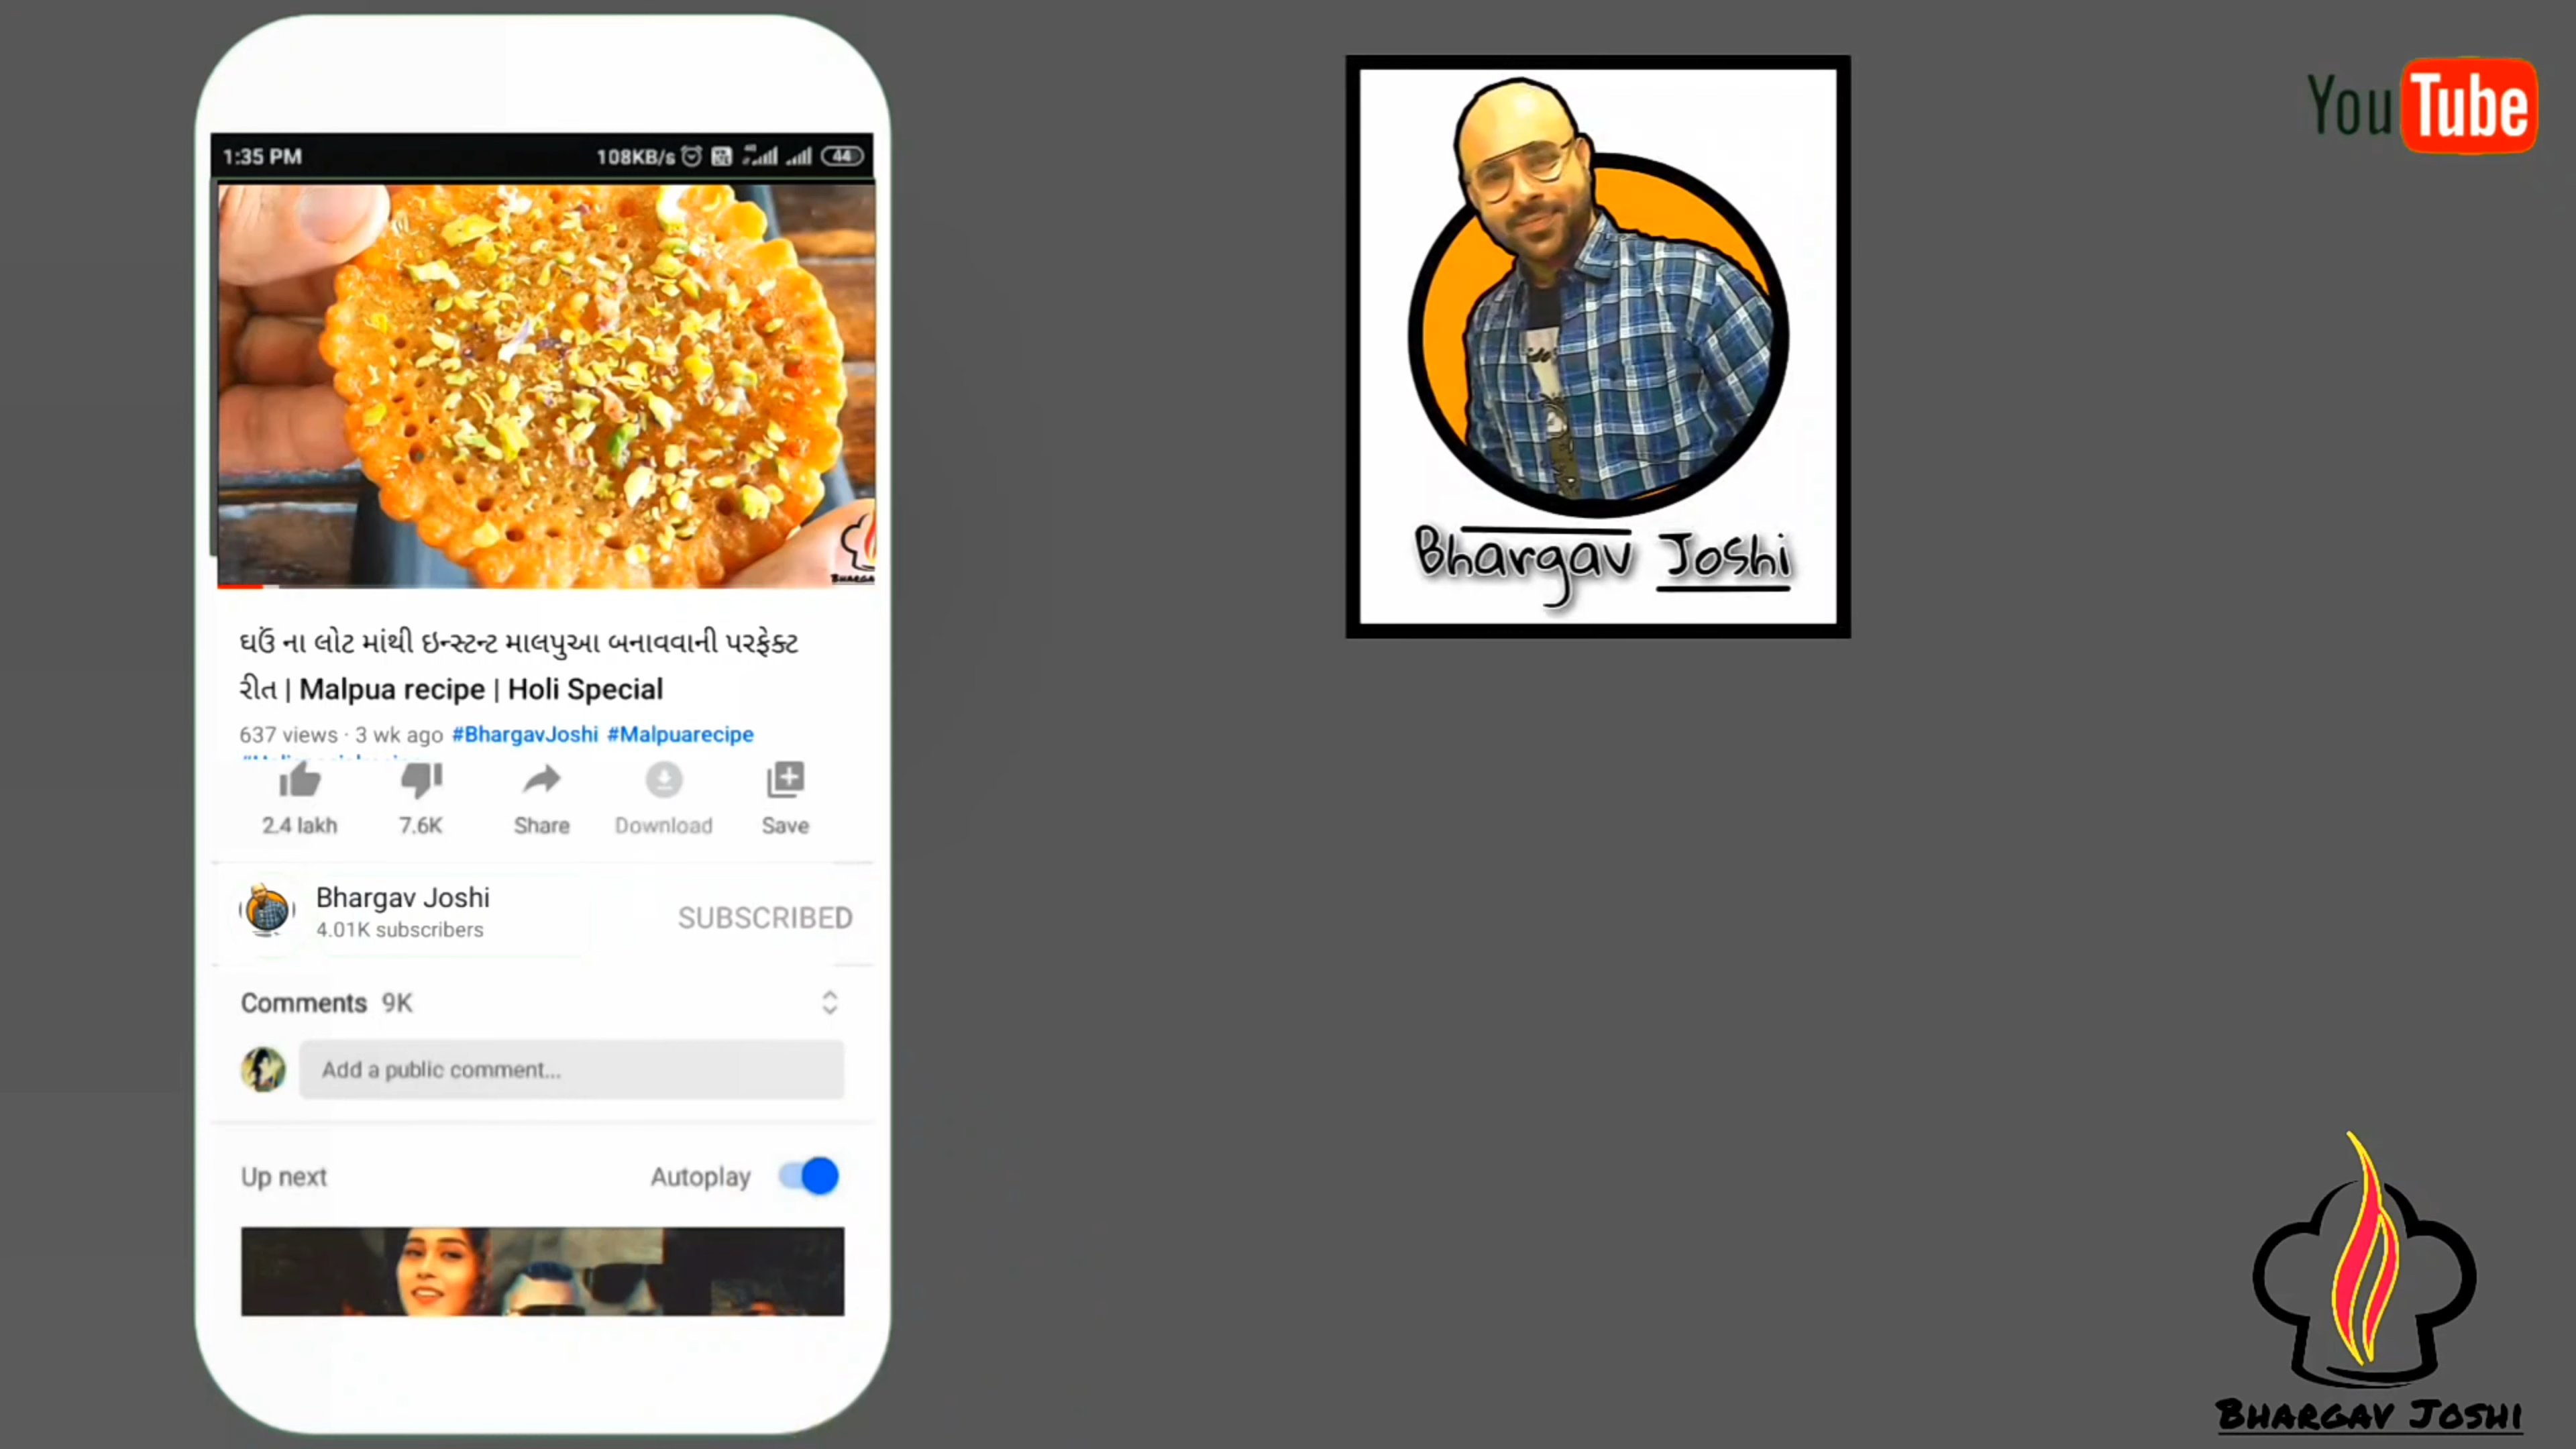 1:35 PM
108KB/s
4G
44
ઘઉં ના લોટ માંથી ઇન્સ્ટન્ટ માલપુઆ બનાવવાની પરફેક્ટ
રીત | Malpua recipe | Holi Special
637 views · 3 wk ago #BhargavJoshi #Malpuarecipe
2.4 lakh
7.6K
Share
Download
Save
Bhargav Joshi
4.01K subscribers
SUBSCRIBED
Comments 9K
Add a public comment...
Up next
Autoplay
Bhargav Joshi
YouTube
BHARGAV JOSHI